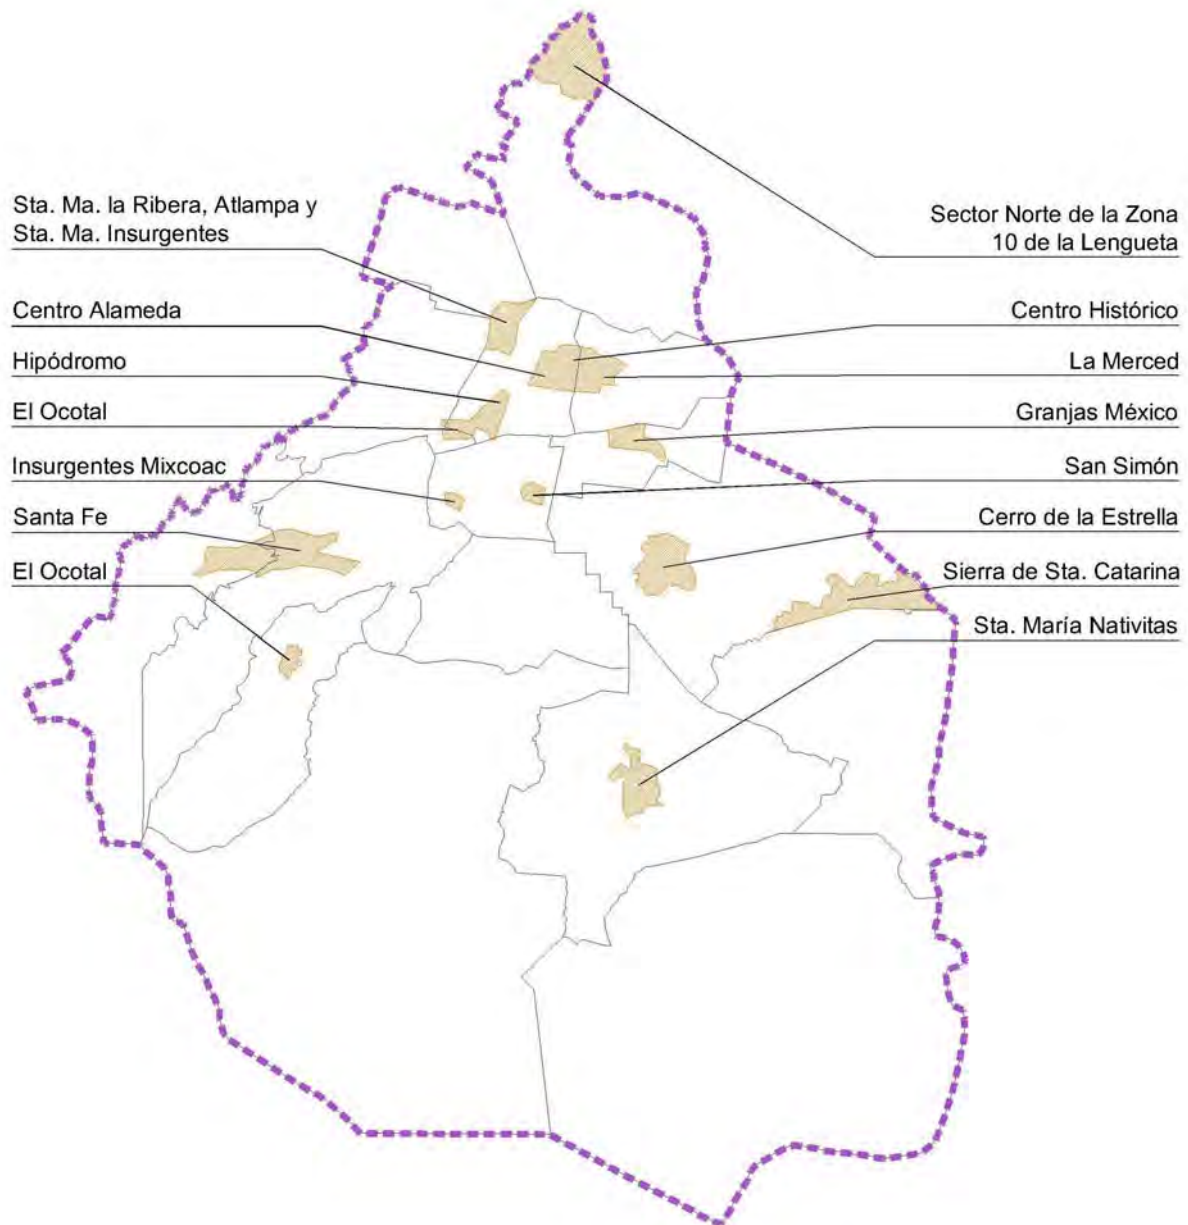 Sta. Ma. la Ribera, Atlampa y
Sta. Ma. Insurgentes
Centro Alameda
Hipódromo
El Ocotal
Insurgentes Mixcoac
Santa Fe
El Ocotal
Sector Norte de la Zona
10 de la Lengueta
Centro Histórico
La Merced
Granjas México
San Simón
Cerro de la Estrella
Sierra de Sta. Catarina
Sta. María Nativitas